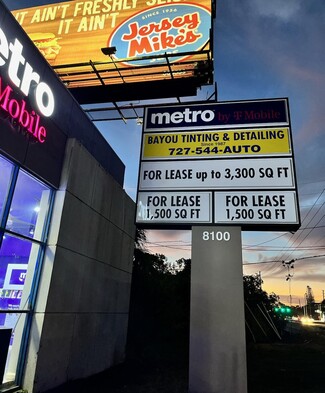 IT AIN'T FRESHLY
IT AIN'T
SINCE 1956
Jersey
Mike's
metro
Mobile
metro by T Mobile
BAYOU TINTING & DETAILING
Since 1987
727-544-AUTO
FOR LEASE up to 3,300 SQ FT
FOR LEASE
1,500 SQ FT
FOR LEASE
1,500 SQ FT
8100